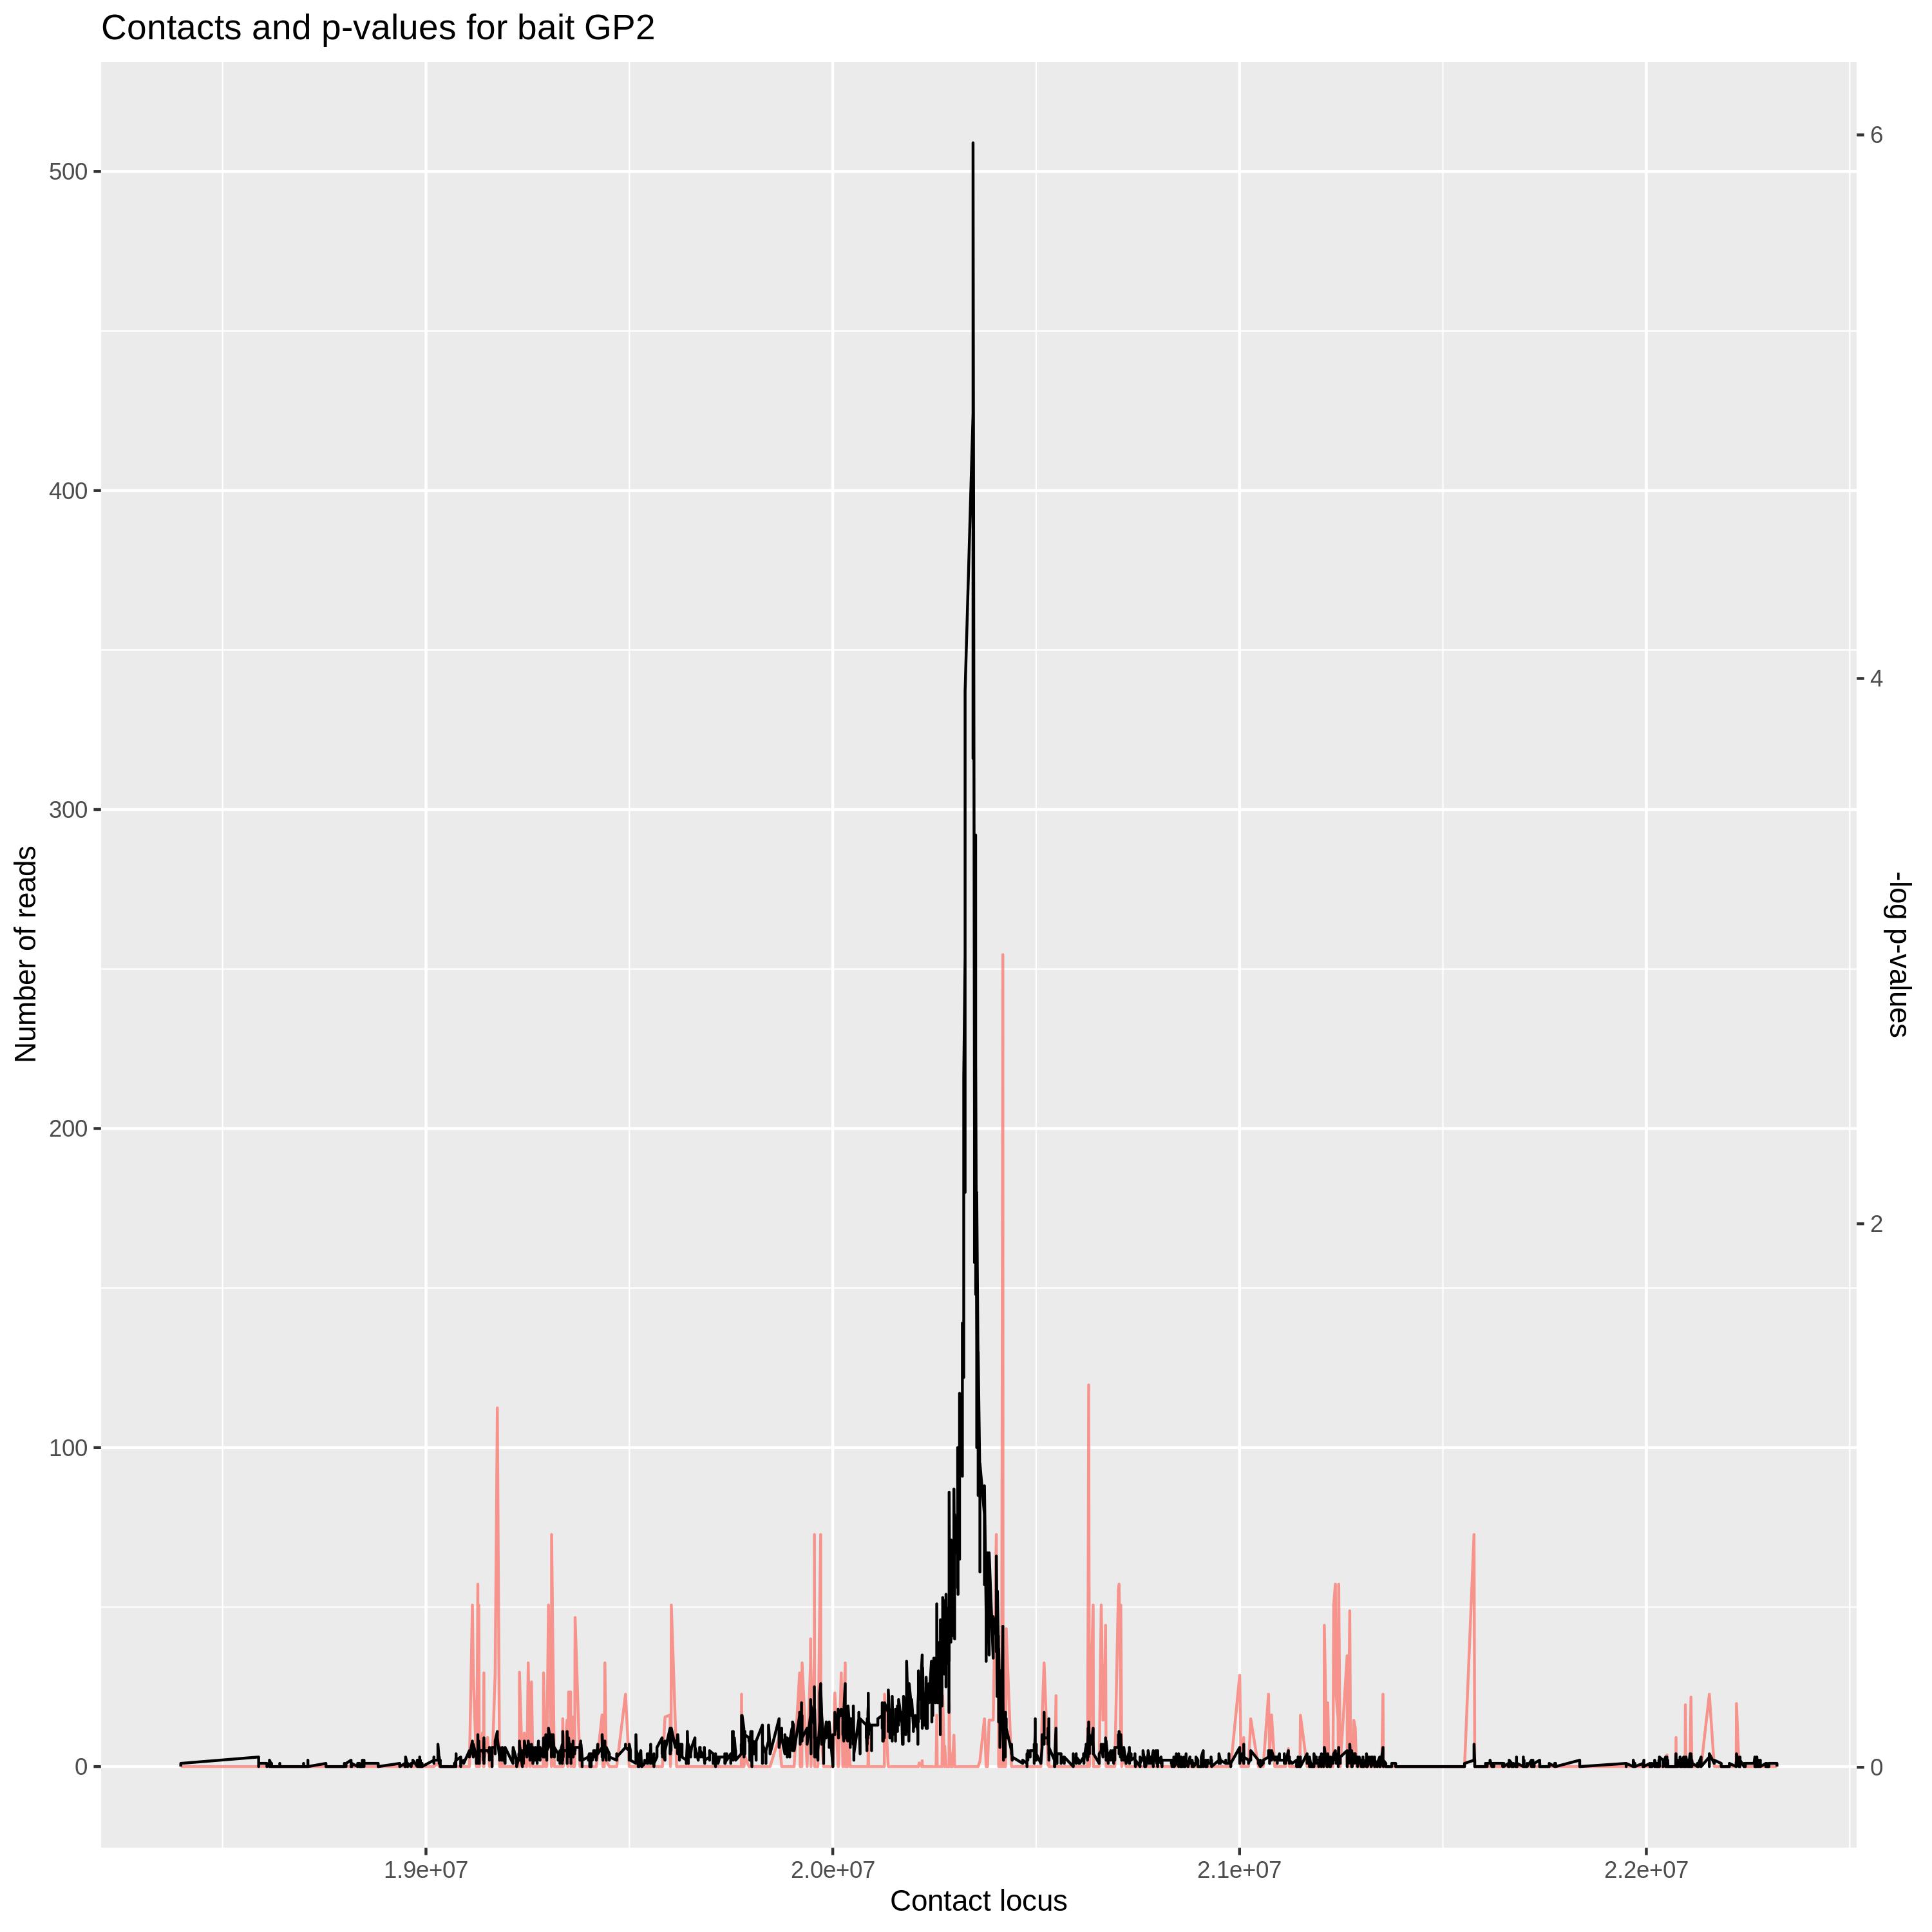 Contacts and p-values for bait GP2
500
400
300
200
100
0
Number of reads
6
4
2
0
-log p-values
1.9e+07
2.0e+07
2.1e+07
2.2e+07
Contact locus